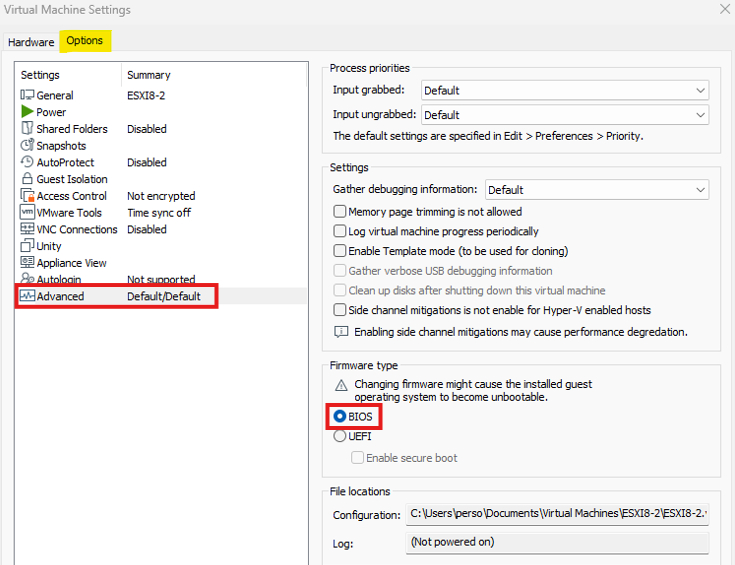 Virtual Machine Settings
Hardware Options
Settings Summary
General ESXI8-2
Power
Shared Folders Disabled
Snapshots
AutoProtect Disabled
Guest Isolation
Access Control Not encrypted
vm VMware Tools Time sync off
VNC Connections Disabled
Unity
Appliance View
Autologin Not supported
Advanced Default/Default
Process priorities
Input grabbed: Default
Input ungrabbed: Default
The default settings are specified in Edit > Preferences > Priority.
Settings
Gather debugging information: Default
Memory page trimming is not allowed
Log virtual machine progress periodically
Enable Template mode (to be used for cloning)
Gather verbose USB debugging information
Clean up disks after shutting down this virtual machine
Side channel mitigations is not enable for Hyper-V enabled hosts
Enabling side channel mitigations may cause performance degredation.
Firmware type
Changing firmware might cause the installed guest
operating system to become unbootable.
BIOS
UEFI
Enable secure boot
File locations
Configuration: C:\Users\perso\Documents\Virtual Machines\ESXI8-2\ESXI8-2.
Log: (Not powered on)